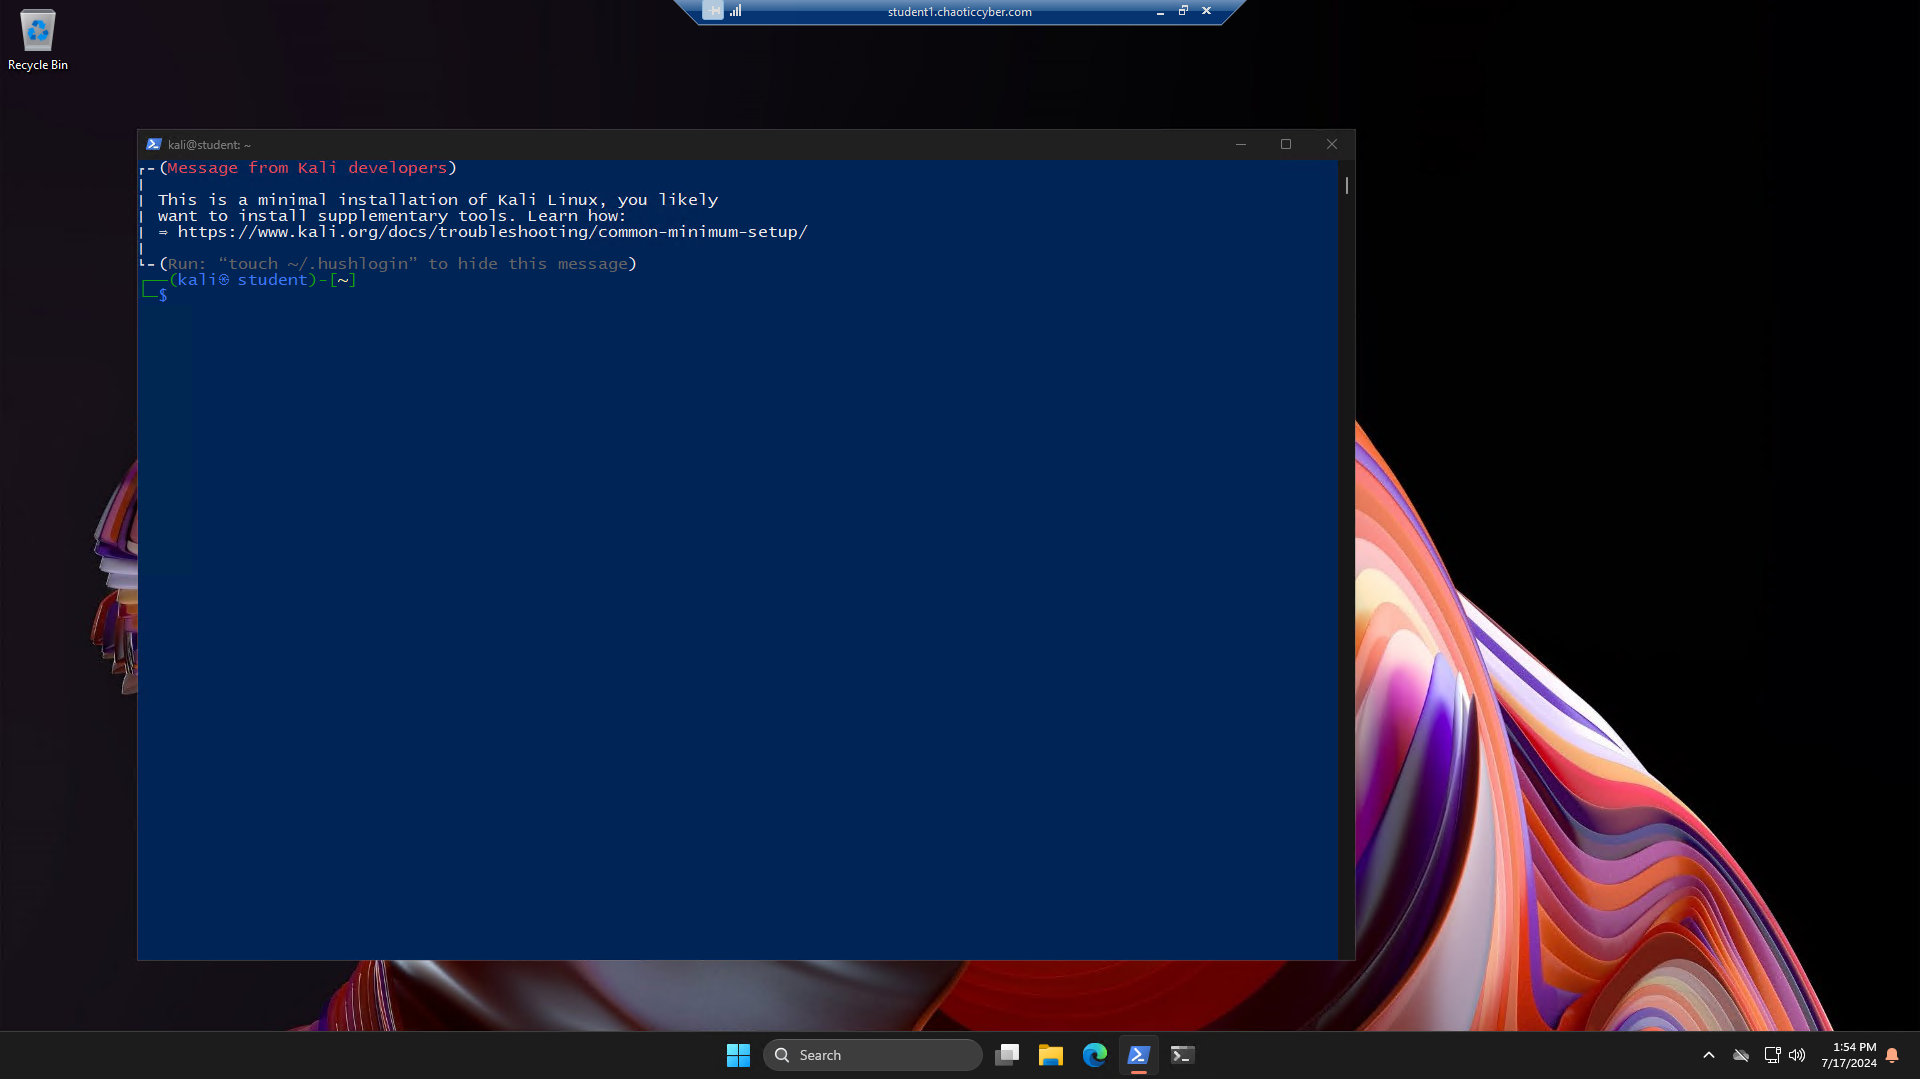 student1.chaoticcyber.com
Recycle Bin
kali@student: ~
(Message from Kali developers)
This is a minimal installation of Kali Linux, you likely
want to install supplementary tools. Learn how:
⇒ https://www.kali.org/docs/troubleshooting/common-minimum-setup/
(Run: “touch ~/.hushlogin” to hide this message)
(kali㉿ student)-[~]
$
Search
1:54 PM
7/17/2024